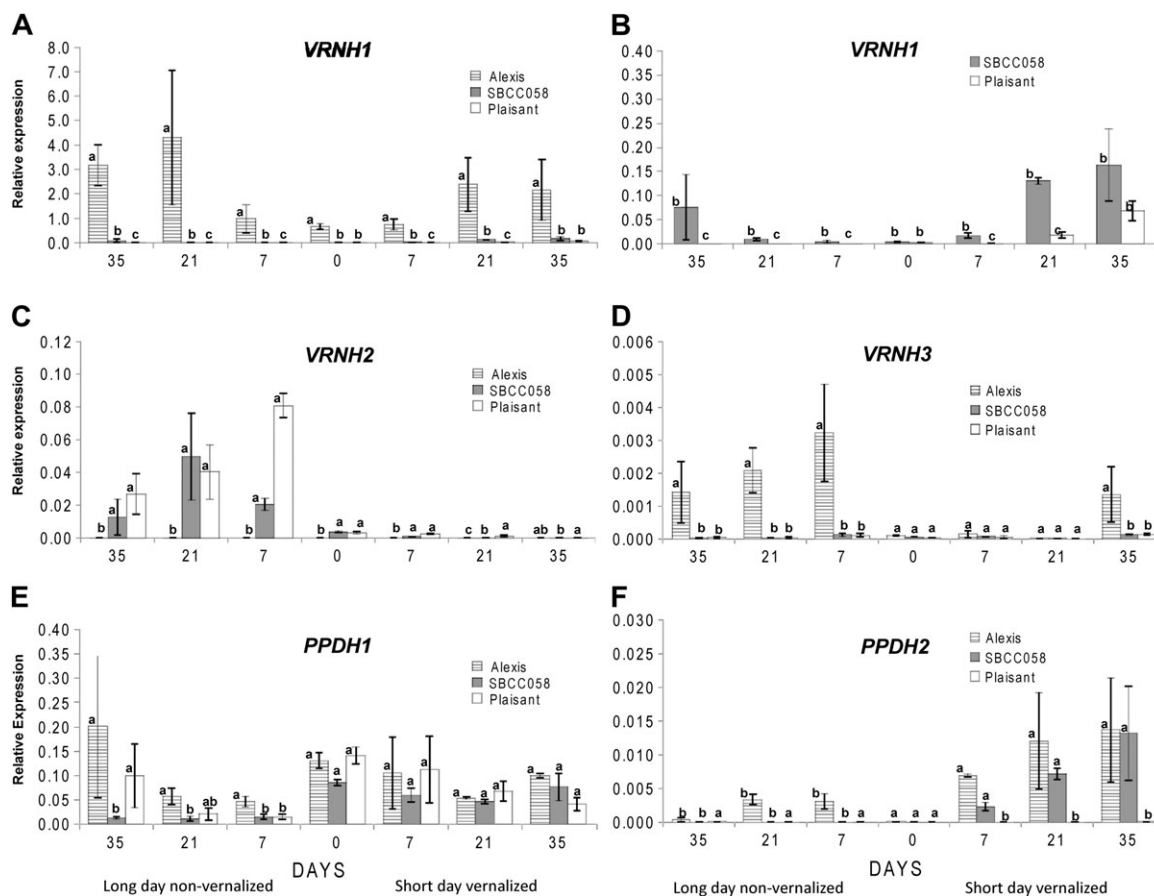 A
VRNH1
Relative expression
8.0
7.0
6.0
5.0
4.0
3.0
2.0
1.0
0.0
Alexis
SBCC058
Plaisant
a b c
a b c
a b b
a b b
a b c
a b c
a b b
35 21 7 0 7 21 35
B
VRNH1
0.40
0.35
0.30
0.25
0.20
0.15
0.10
0.05
0.00
SBCC058
Plaisant
b c
b c
b c
b b
b c
b c
b b
35 21 7 0 7 21 35
C
VRNH2
Relative expression
0.12
0.10
0.08
0.06
0.04
0.02
0.00
Alexis
SBCC058
Plaisant
b a a
b a a
b a a
b a a
b a a
c b a
ab b a
35 21 7 0 7 21 35
D
VRNH3
0.006
0.005
0.004
0.003
0.002
0.001
0.000
Alexis
SBCC058
Plaisant
a b b
a b b
a b b
a a a
a a a
a a a
a b b
35 21 7 0 7 21 35
E
PPDH1
Relative Expression
0.40
0.35
0.30
0.25
0.20
0.15
0.10
0.05
0.00
Alexis
SBCC058
Plaisant
a b a
a b ab
a b b
a a a
a a a
a a a
a a a
35 21 7 0 7 21 35
DAYS
Long day non-vernalized Short day vernalized
F
PPDH2
0.030
0.025
0.020
0.015
0.010
0.005
0.000
Alexis
SBCC058
Plaisant
b b a
a b a
b b a
a a a
a a b
a a b
a a b
35 21 7 0 7 21 35
DAYS
Long day non-vernalized Short day vernalized